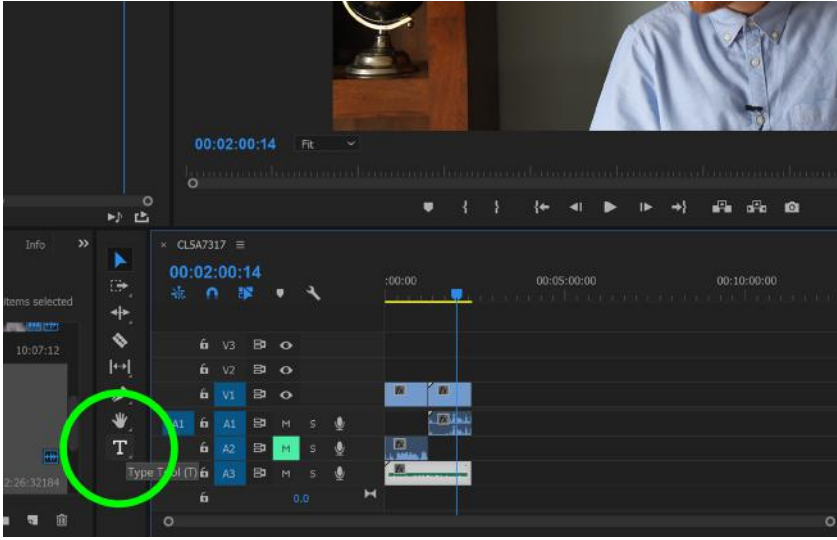 00:02:00:14 Fit
Info
CLSA7317
00:02:00:14
:00:00 00:05:00:00 00:10:00:00
items selected
10:07:12
V3
V2
V1
A1 A1 M S
T A2 M S
Type Tool (T) A3 M S
2:26:32184
0.0